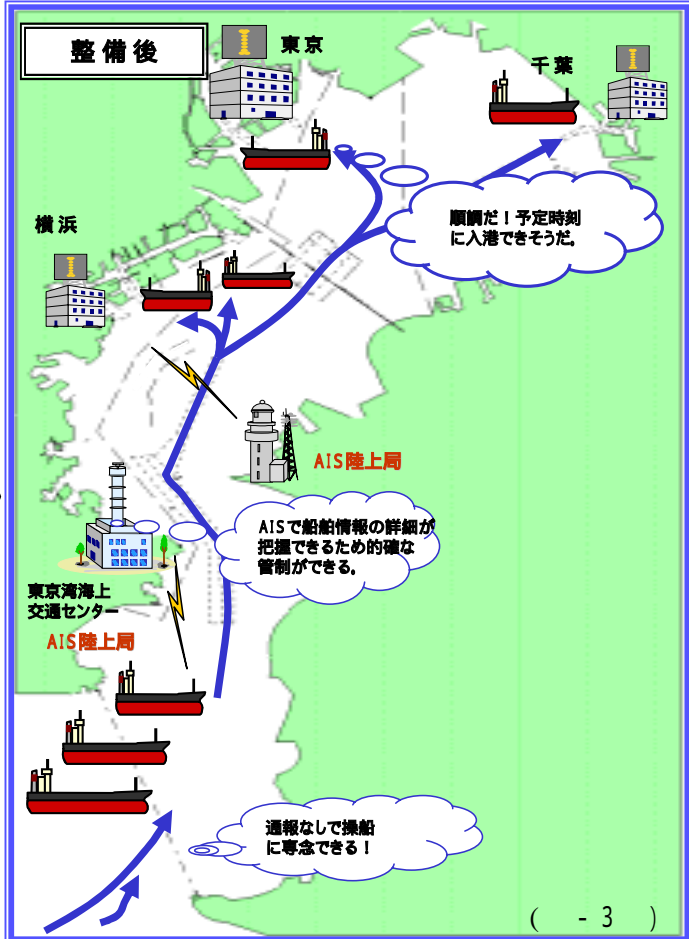 整備後
東京
千葉
順調だ！予定時刻
に入港できそうだ。
横浜
AIS陸上局
AISで船舶情報の詳細が
把握できるため的確な
管制ができる。
東京湾海上
交通センター
AIS陸上局
通報なしで操船
に専念できる！
( - 3 )